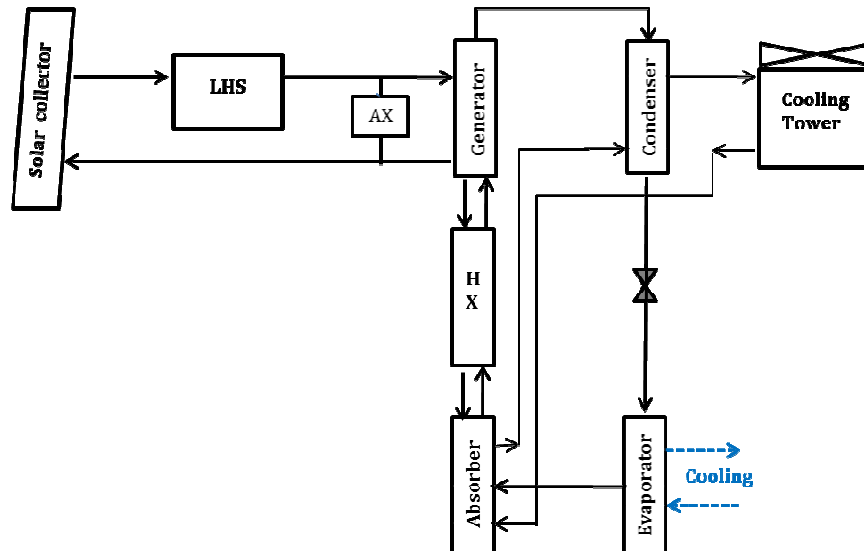 Solar collector
LHS
AX
Generator
Condenser
Cooling
Tower
H
X
Absorber
Evaporator
Cooling